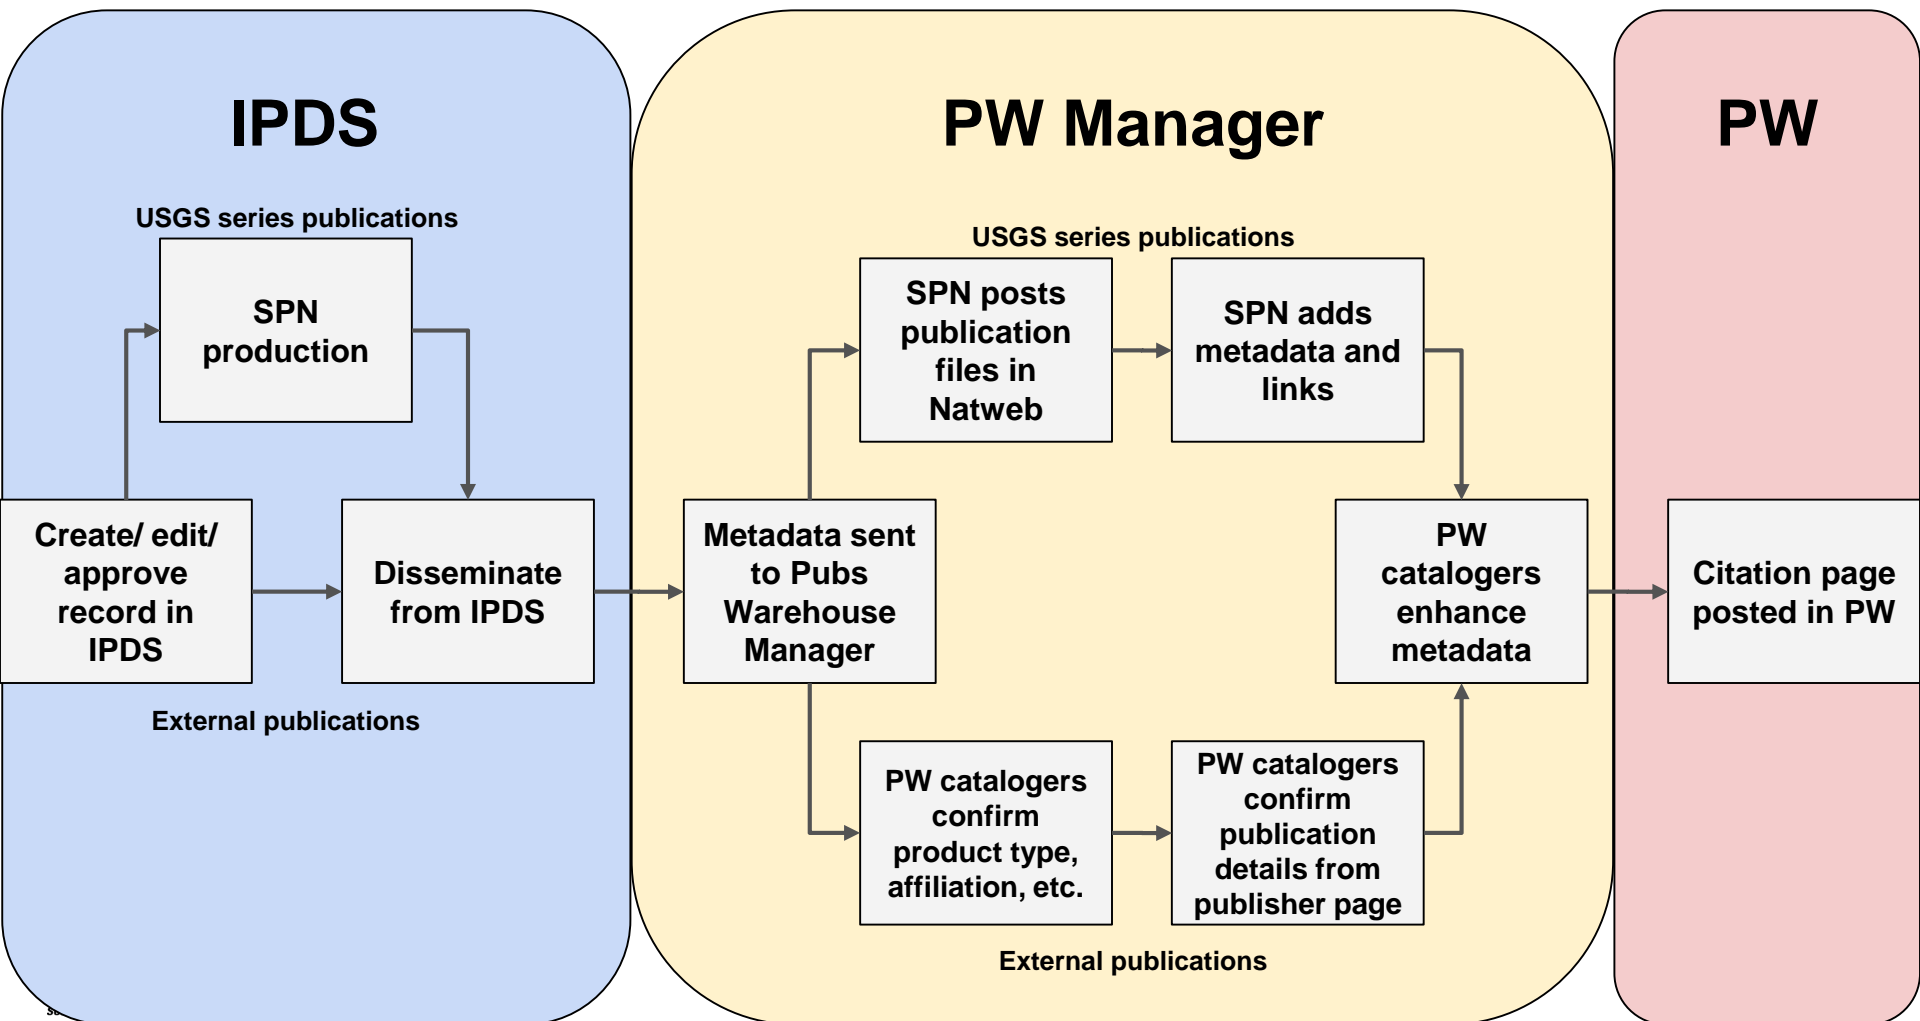 IPDS
USGS series publications
SPN
production
Create/ edit/
approve
record in
IPDS
Disseminate
from IPDS
External publications
PW Manager
USGS series publications
SPN posts
publication
files in
Natweb
SPN adds
metadata and
links
Metadata sent
to Pubs
Warehouse
Manager
PW
catalogers
enhance
metadata
PW catalogers
confirm
product type,
affiliation, etc.
PW catalogers
confirm
publication
details from
publisher page
External publications
PW
Citation page
posted in PW